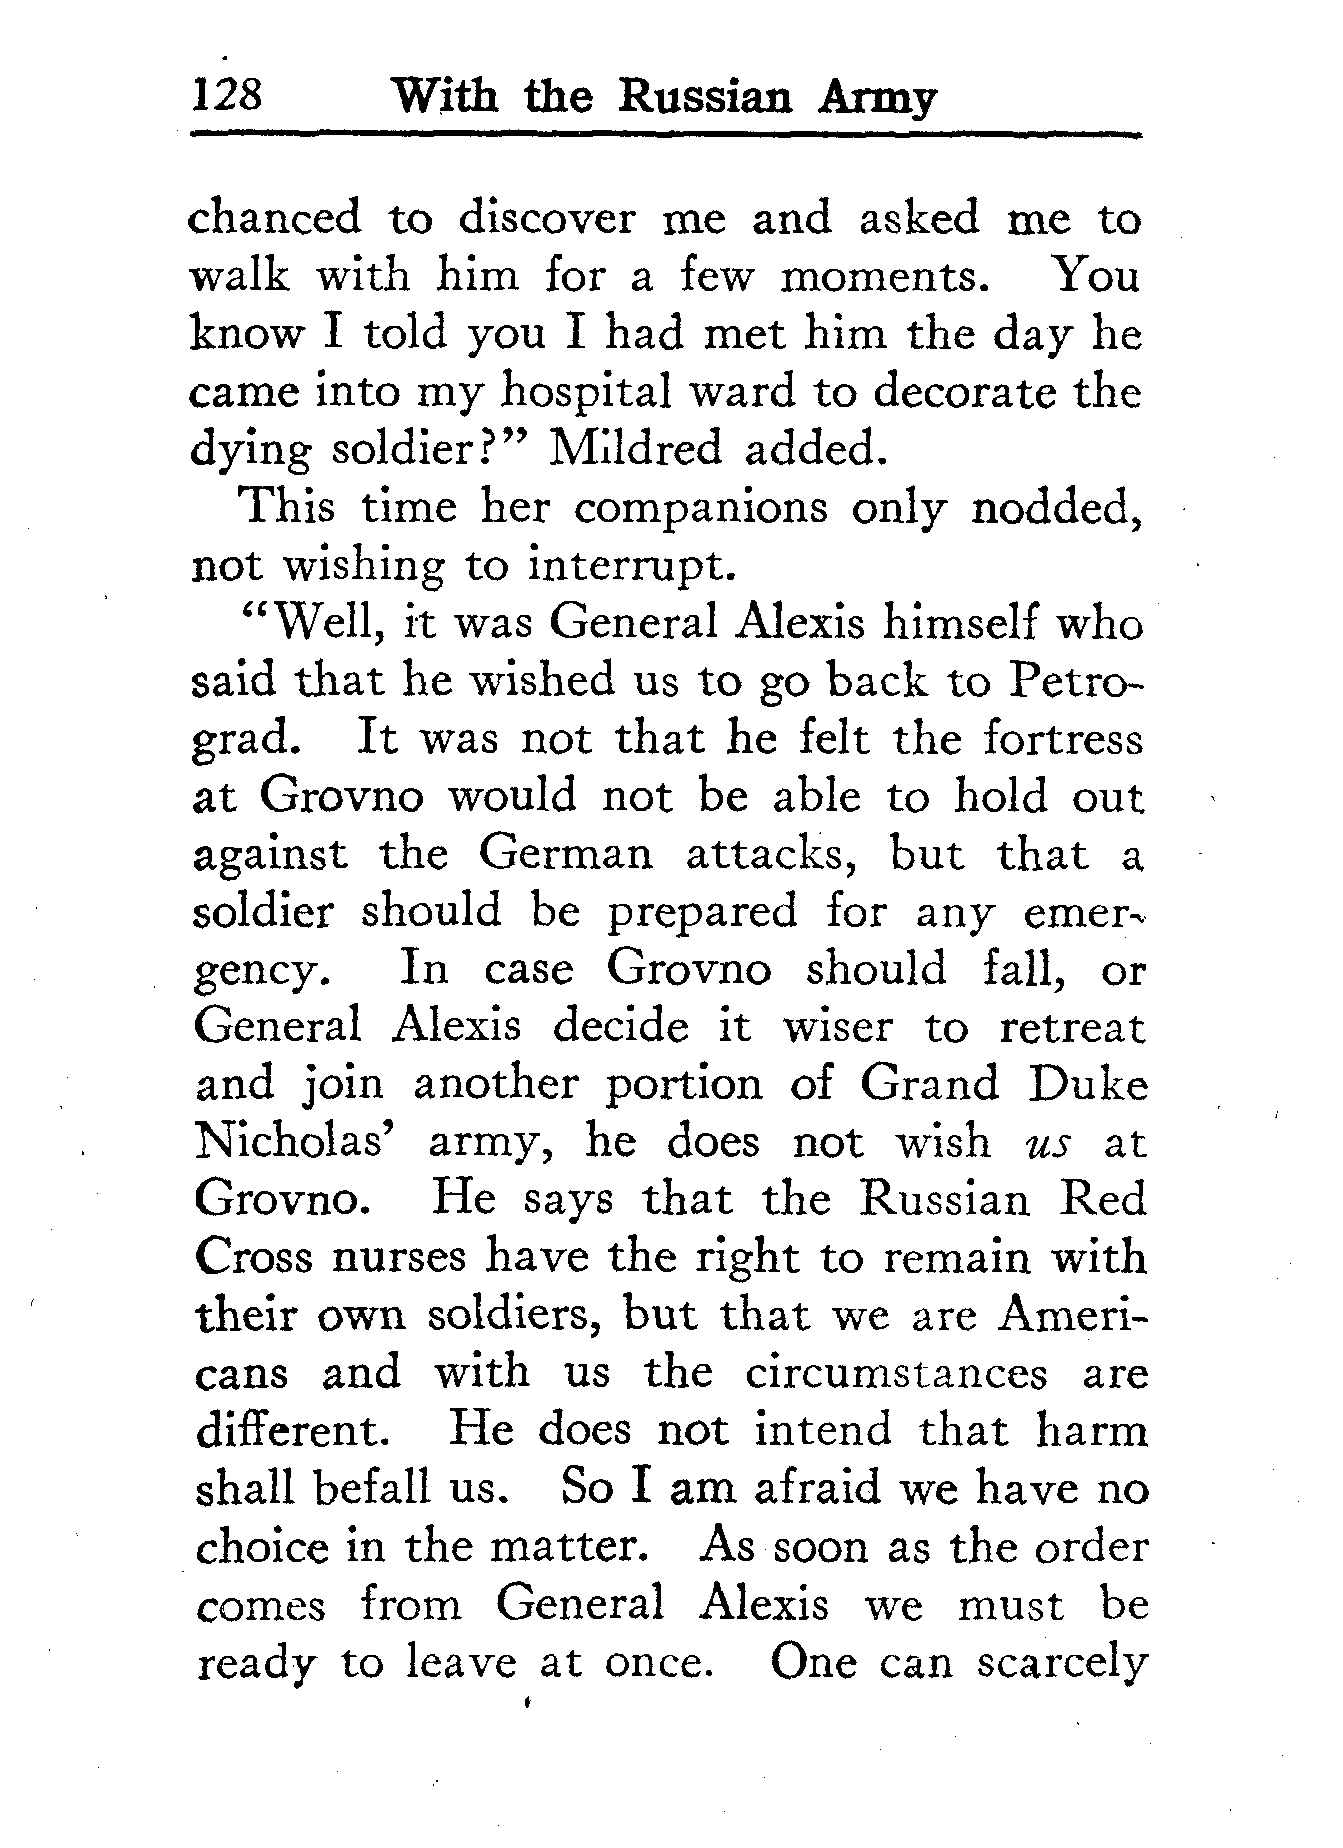 128 With the Russian Army
chanced to discover me and asked me to
walk with him for a few moments. You
know I told you I had met him the day he
came into my hospital ward to decorate the
dying soldier?” Mildred added.
This time her companions only nodded,
not wishing to interrupt.
“Well, it was General Alexis himself who
said that he wished us to go back to Petro-
grad. It was not that he felt the fortress
at Grovno would not be able to hold out
against the German attacks, but that a
soldier should be prepared for any emer-
gency. In case Grovno should fall, or
General Alexis decide it wiser to retreat
and join another portion of Grand Duke
Nicholas’ army, he does not wish us at
Grovno. He says that the Russian Red
Cross nurses have the right to remain with
their own soldiers, but that we are Ameri-
cans and with us the circumstances are
different. He does not intend that harm
shall befall us. So I am afraid we have no
choice in the matter. As soon as the order
comes from General Alexis we must be
ready to leave at once. One can scarcely